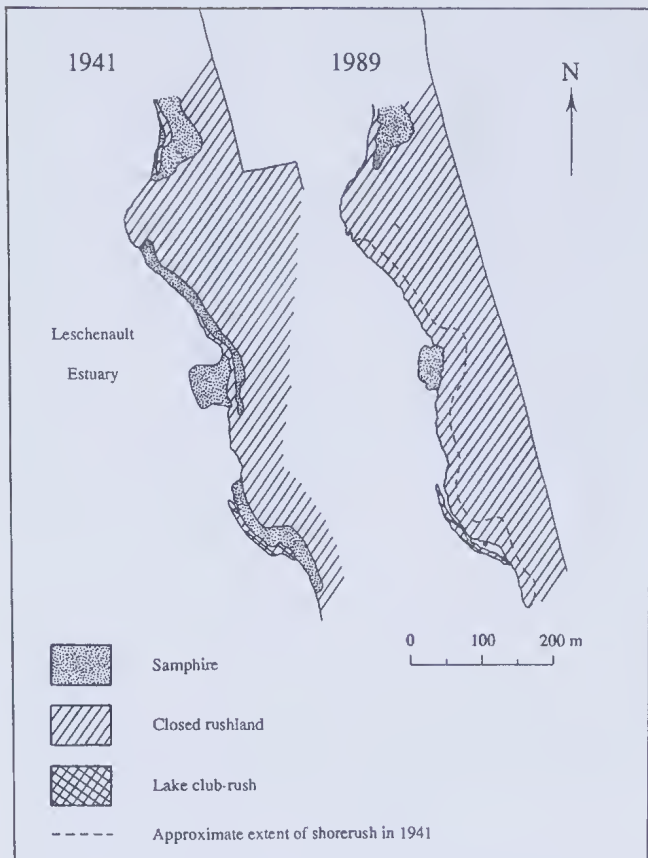 1941
1989
N
Leschenault
Estuary
0 100 200 m
Samphire
Closed rushland
Lake club-rush
Approximate extent of shorerush in 1941